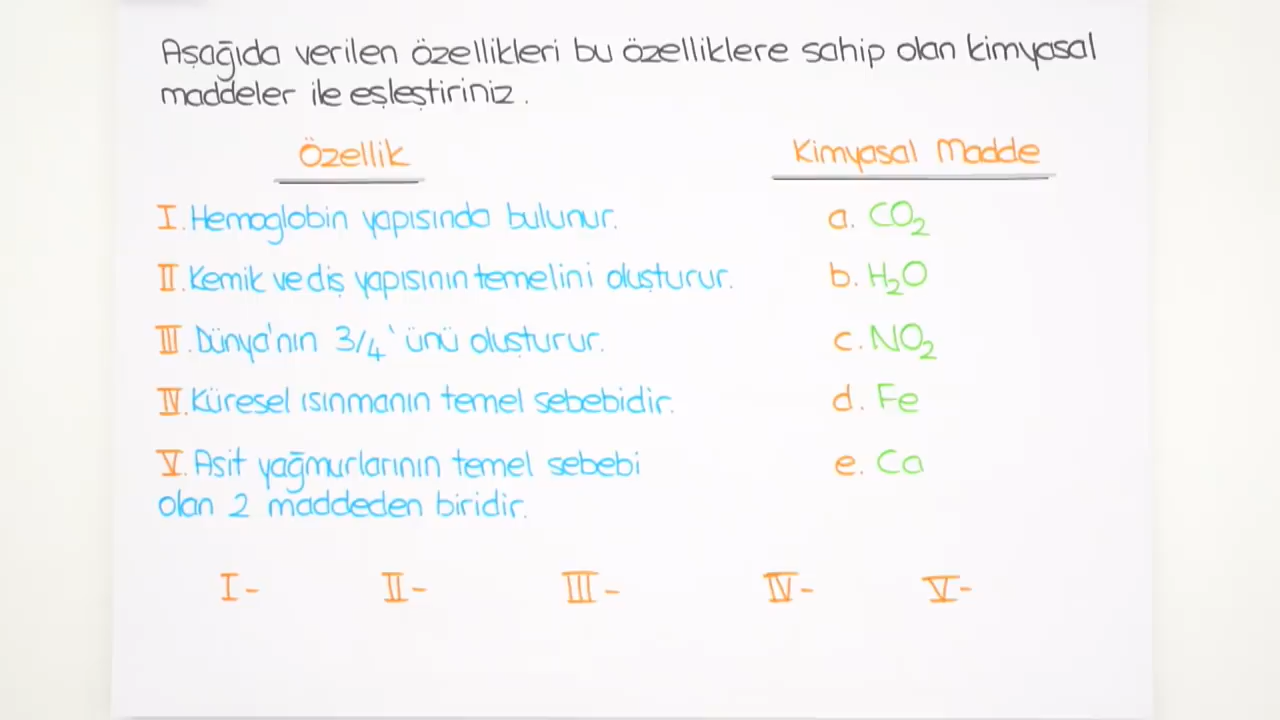 Aşağıda verilen özellikleri bu özelliklere sahip olan kimyasal
maddeler ile eşleştiriniz.
Özellik
Kimyasal Madde
I. Hemoglobin yapısında bulunur.
a. CO₂
II. Kemik ve diş yapısının temelini oluşturur.
b. H₂O
III. Dünya'nın 3/4'ünü oluşturur.
c. NO₂
IV. Küresel ısınmanın temel sebebidir.
d. Fe
V. Asit yağmurlarının temel sebebi
olan 2 maddeden biridir.
e. Ca
I- II- III- IV- V-